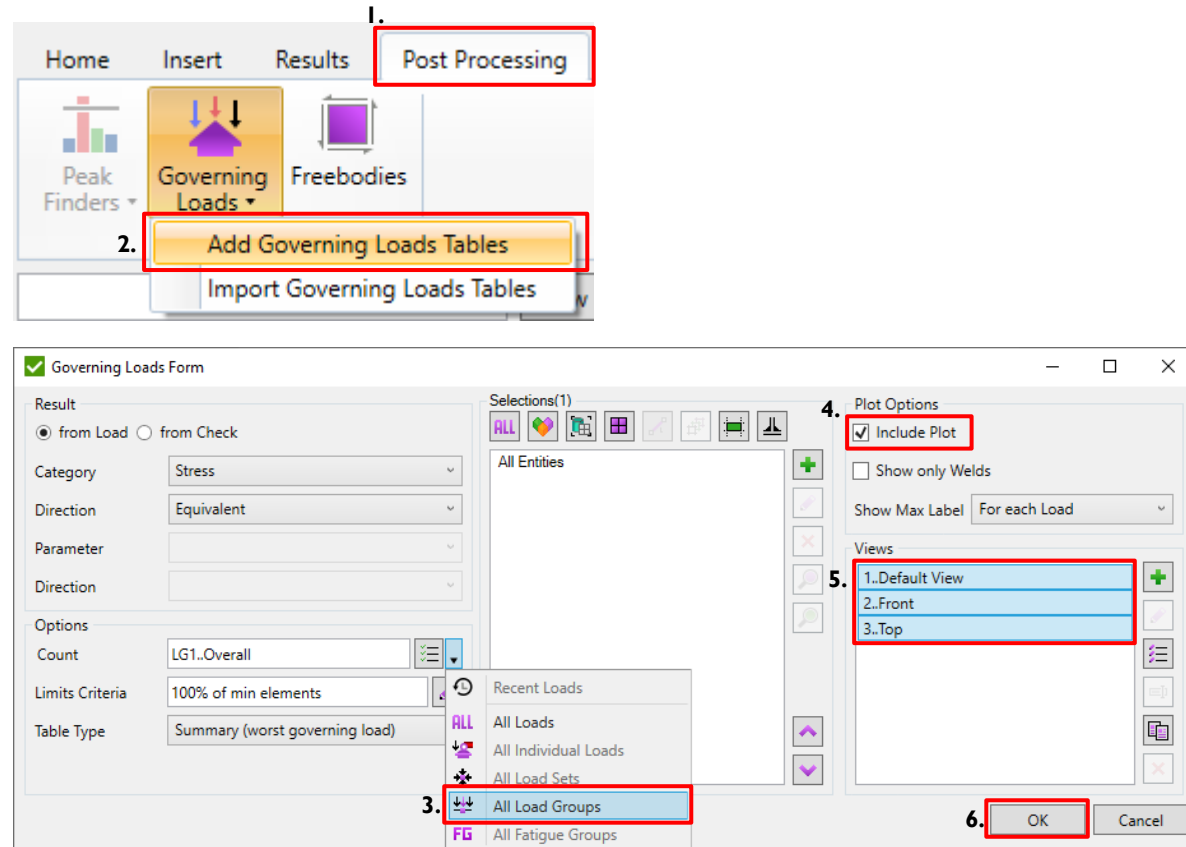 1.
Home Insert Results Post Processing
Peak Finders
Governing Loads
Freebodies
2. Add Governing Loads Tables
Import Governing Loads Tables
Governing Loads Form
Result
from Load from Check
Category Stress
Direction Equivalent
Parameter
Direction
Options
Count LG1..Overall
Limits Criteria 100% of min elements
Table Type Summary (worst governing load)
Selections(1)
ALL
All Entities
Recent Loads
ALL All Loads
All Individual Loads
All Load Sets
3. All Load Groups
FG All Fatigue Groups
4. Plot Options
Include Plot
Show only Welds
Show Max Label For each Load
Views
5. 1..Default View
2..Front
3..Top
6. OK Cancel